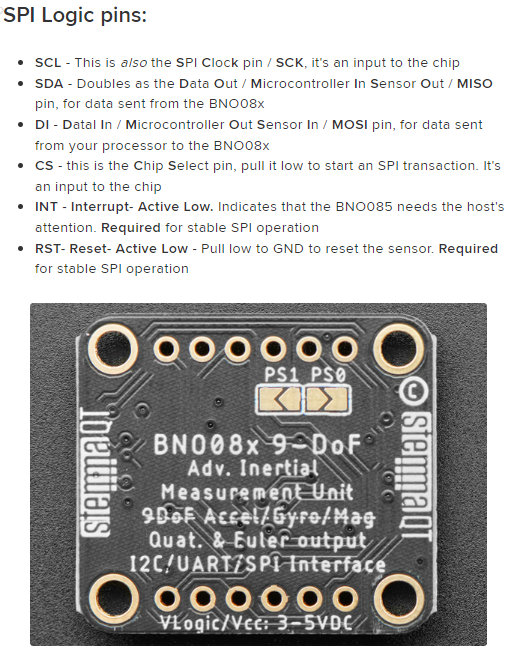 SPI Logic pins:
• SCL - This is also the SPI Clock pin / SCK, it's an input to the chip
• SDA - Doubles as the Data Out / Microcontroller In Sensor Out / MISO
pin, for data sent from the BNO08x
• DI - Datal In / Microcontroller Out Sensor In / MOSI pin, for data sent
from your processor to the BNO08x
• CS - this is the Chip Select pin, pull it low to start an SPI transaction. It's
an input to the chip
• INT - Interrupt- Active Low. Indicates that the BNO085 needs the host's
attention. Required for stable SPI operation
• RST- Reset- Active Low - Pull low to GND to reset the sensor. Required
for stable SPI operation
PS1 PS0
stemmaQT
stemmaQT
BNO08x 9-DoF
Adv. Inertial
Measurement Unit
9DoF Accel/Gyro/Mag
Quat. & Euler output
I2C/UART/SPI Interface
VLogic/Vcc: 3-5VDC